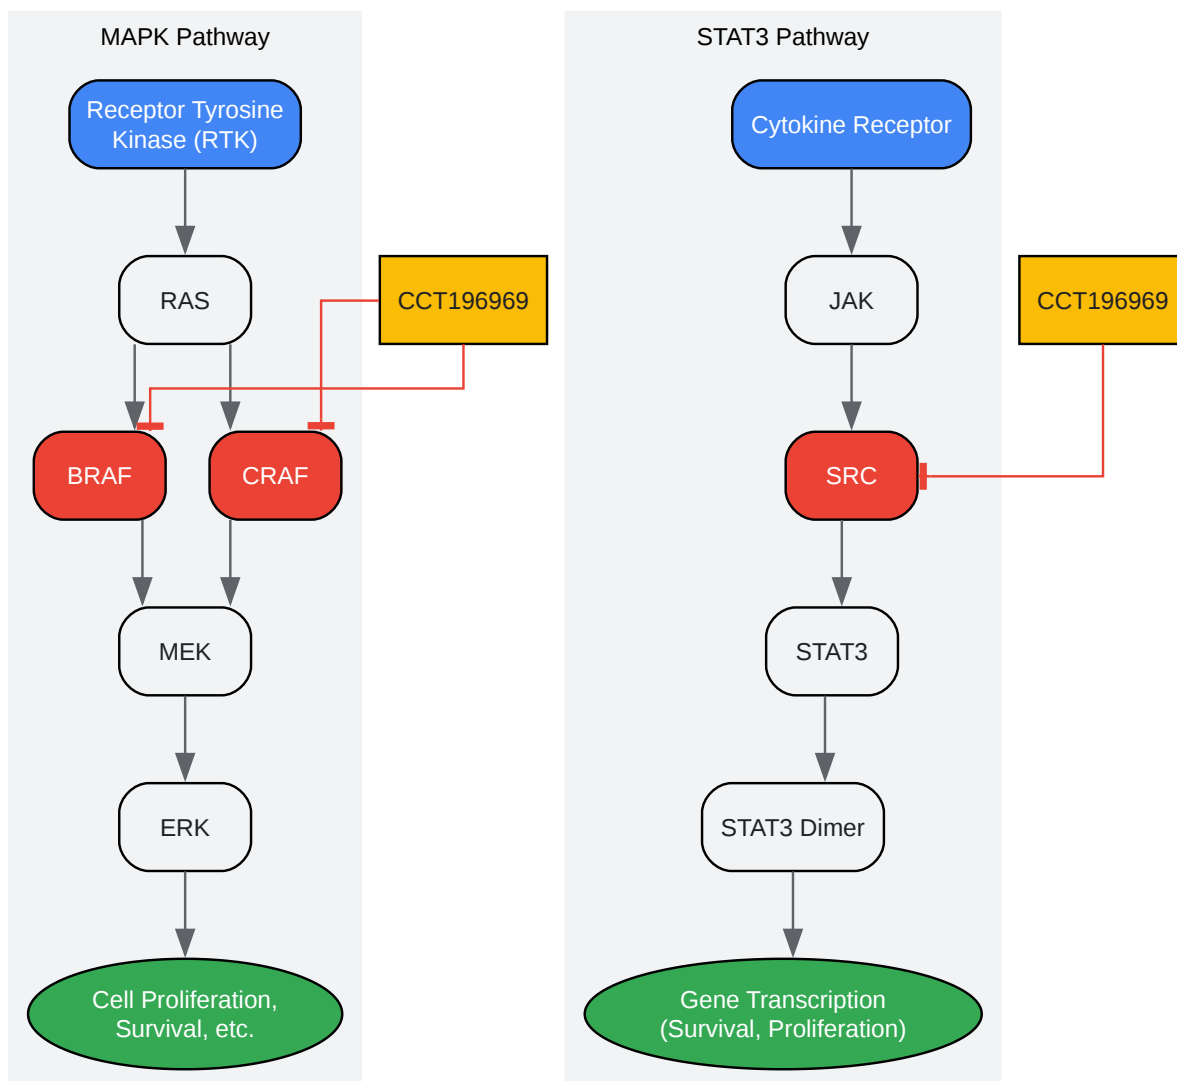 MAPK Pathway
STAT3 Pathway
Receptor Tyrosine
Kinase (RTK)
Cytokine Receptor
RAS
CCT196969
JAK
CCT196969
BRAF
CRAF
SRC
MEK
STAT3
ERK
STAT3 Dimer
Cell Proliferation,
Survival, etc.
Gene Transcription
(Survival, Proliferation)